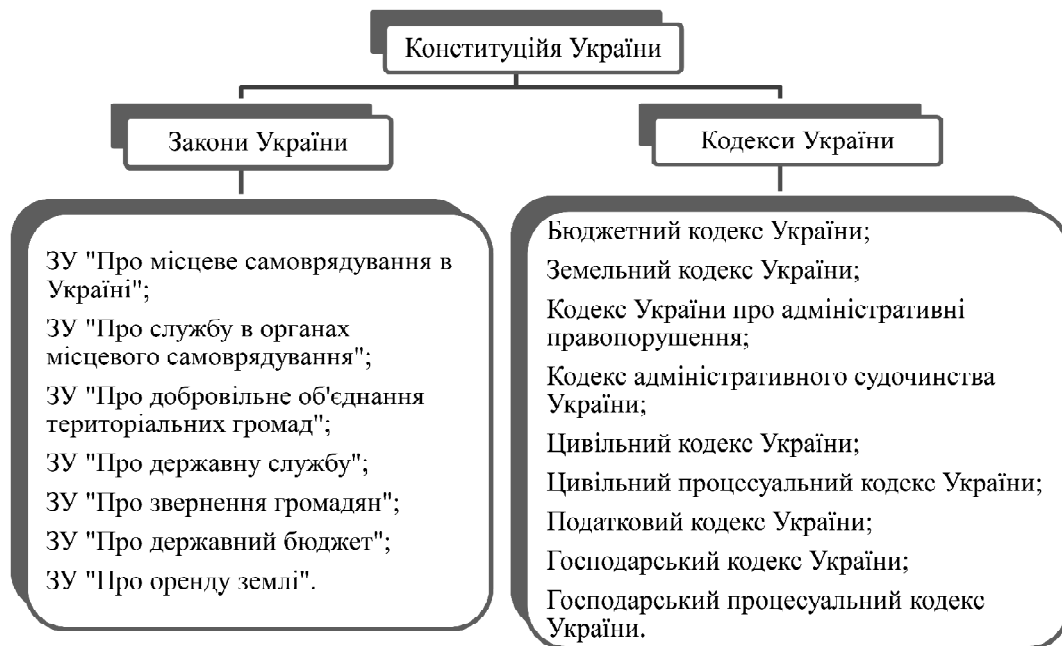 Конституційя України
Закони України
Кодекси України
ЗУ "Про місцеве самоврядування в
Україні";
ЗУ "Про службу в органах
місцевого самоврядування";
ЗУ "Про добровільне об'єднання
територіальних громад";
ЗУ "Про державну службу";
ЗУ "Про звернення громадян";
ЗУ "Про державний бюджет";
ЗУ "Про оренду землі".
Бюджетний кодекс України;
Земельний кодекс України;
Кодекс України про адміністративні
правопорушення;
Кодекс адміністративного судочинства
України;
Цивільний кодекс України;
Цивільний процесуальний кодекс України;
Податковий кодекс України;
Господарський кодекс України;
Господарський процесуальний кодекс
України.